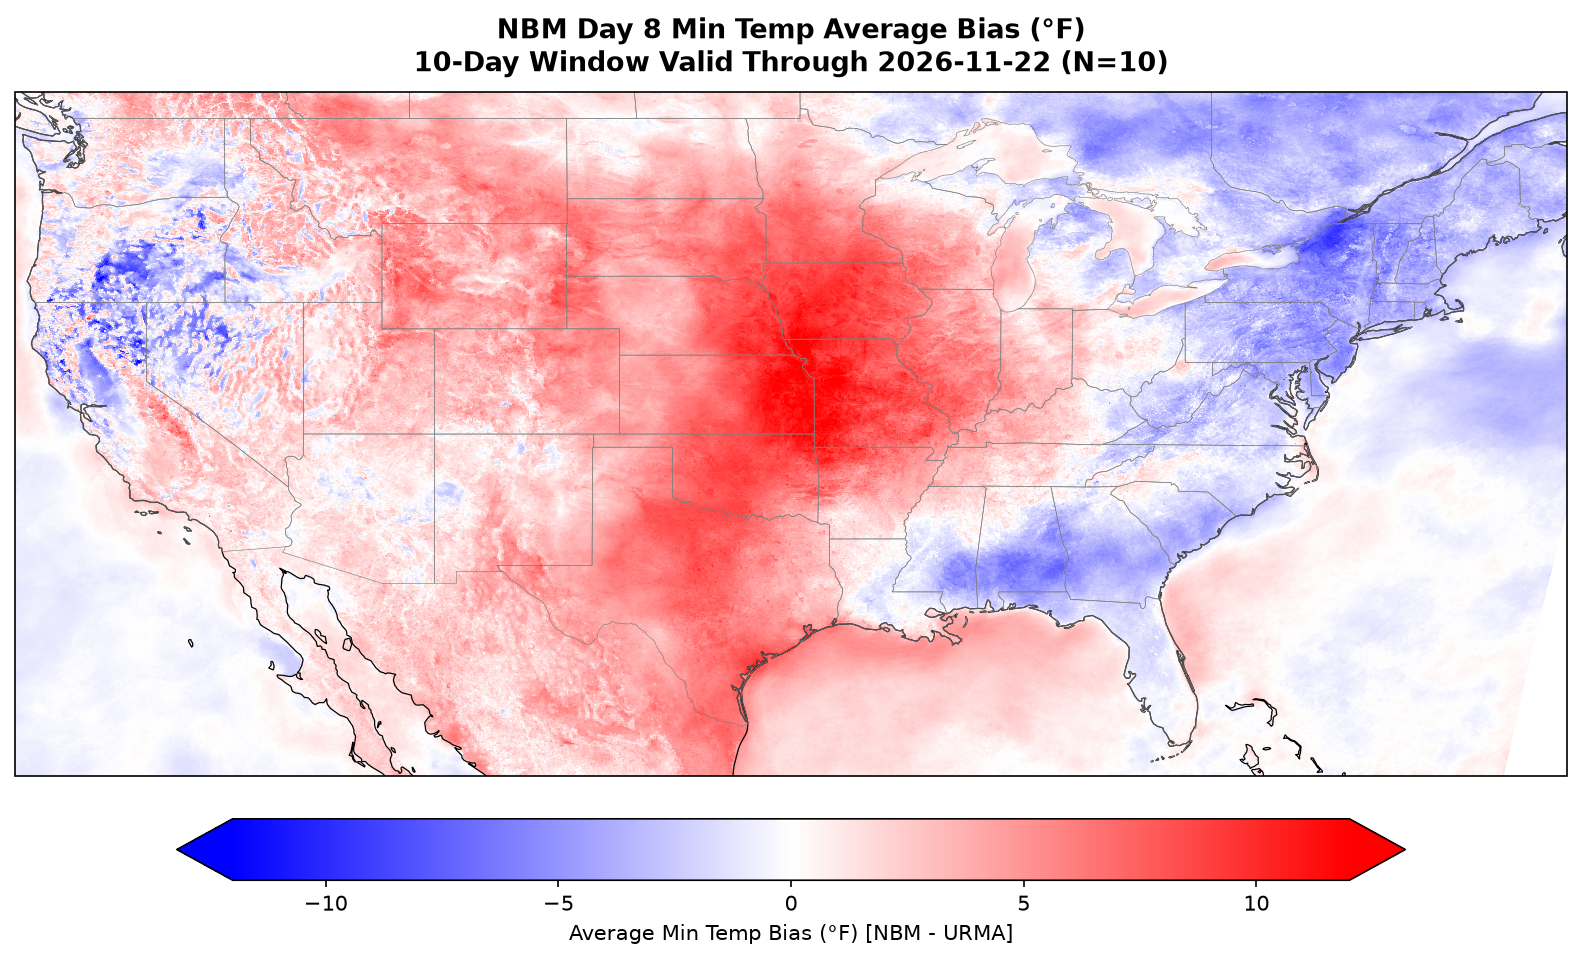 NBM Day 8 Min Temp Average Bias (°F)
10-Day Window Valid Through 2026-11-22 (N=10)
−10 −5 0 5 10
Average Min Temp Bias (°F) [NBM - URMA]